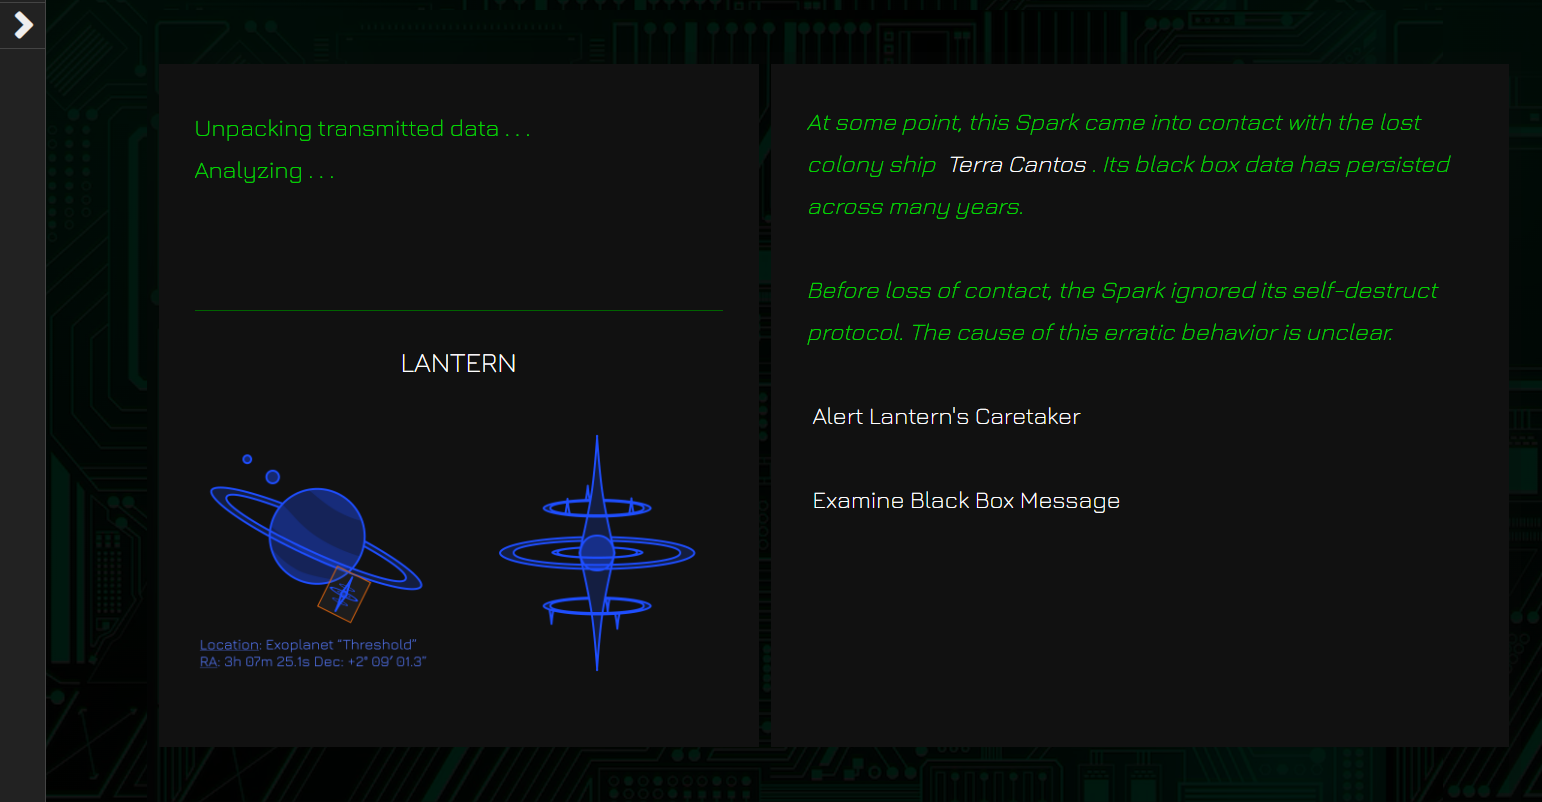 Unpacking transmitted data . . .
Analyzing . . .
LANTERN
Location: Exoplanet “Threshold”
RA: 3h 07m 25.1s Dec: +2° 09′ 01.3”
At some point, this Spark came into contact with the lost
colony ship Terra Cantos . Its black box data has persisted
across many years.
Before loss of contact, the Spark ignored its self-destruct
protocol. The cause of this erratic behavior is unclear.
Alert Lantern's Caretaker
Examine Black Box Message